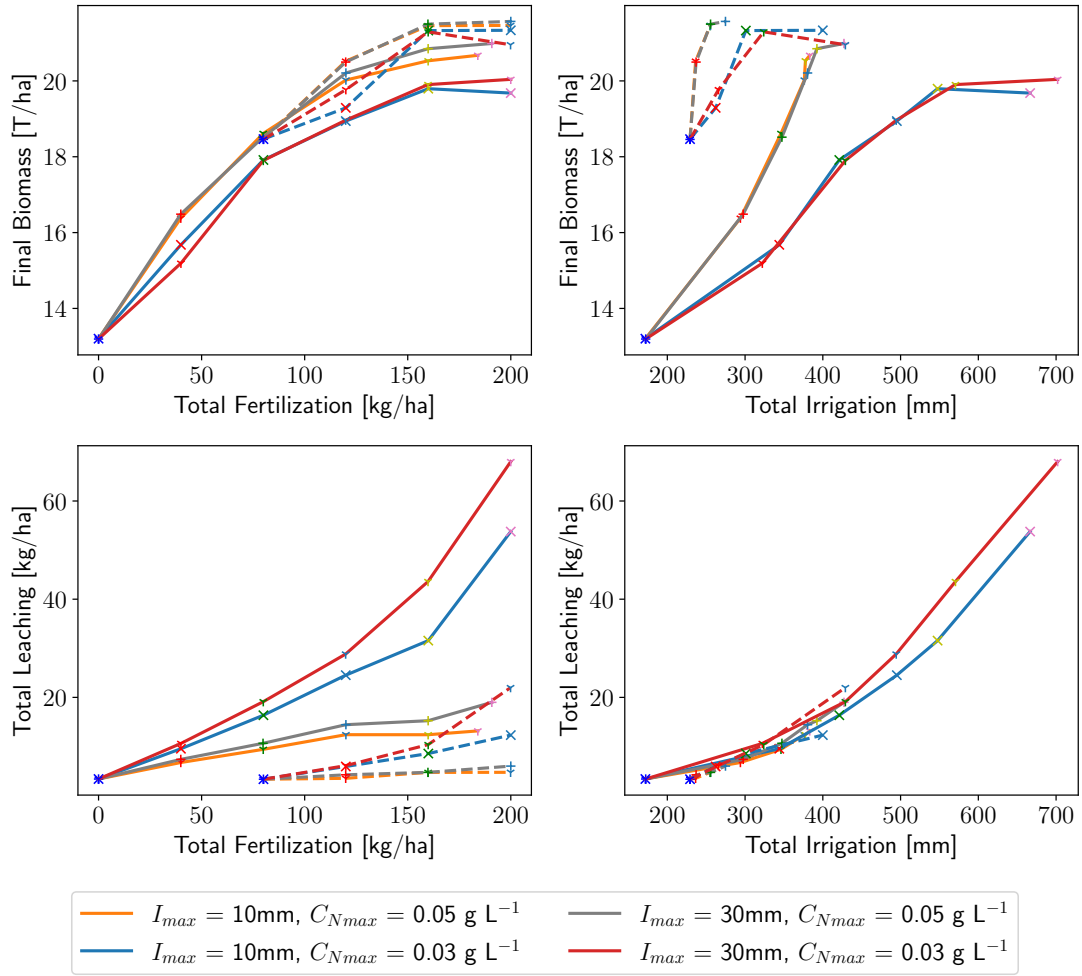 Final Biomass [T/ha]
20
18
16
14
0 50 100 150 200
Total Fertilization [kg/ha]
Final Biomass [T/ha]
20
18
16
14
200 300 400 500 600 700
Total Irrigation [mm]
Total Leaching [kg/ha]
60
40
20
0 50 100 150 200
Total Fertilization [kg/ha]
Total Leaching [kg/ha]
60
40
20
200 300 400 500 600 700
Total Irrigation [mm]
I_max = 10mm, C_Nmax = 0.05 g L⁻¹
I_max = 10mm, C_Nmax = 0.03 g L⁻¹
I_max = 30mm, C_Nmax = 0.05 g L⁻¹
I_max = 30mm, C_Nmax = 0.03 g L⁻¹